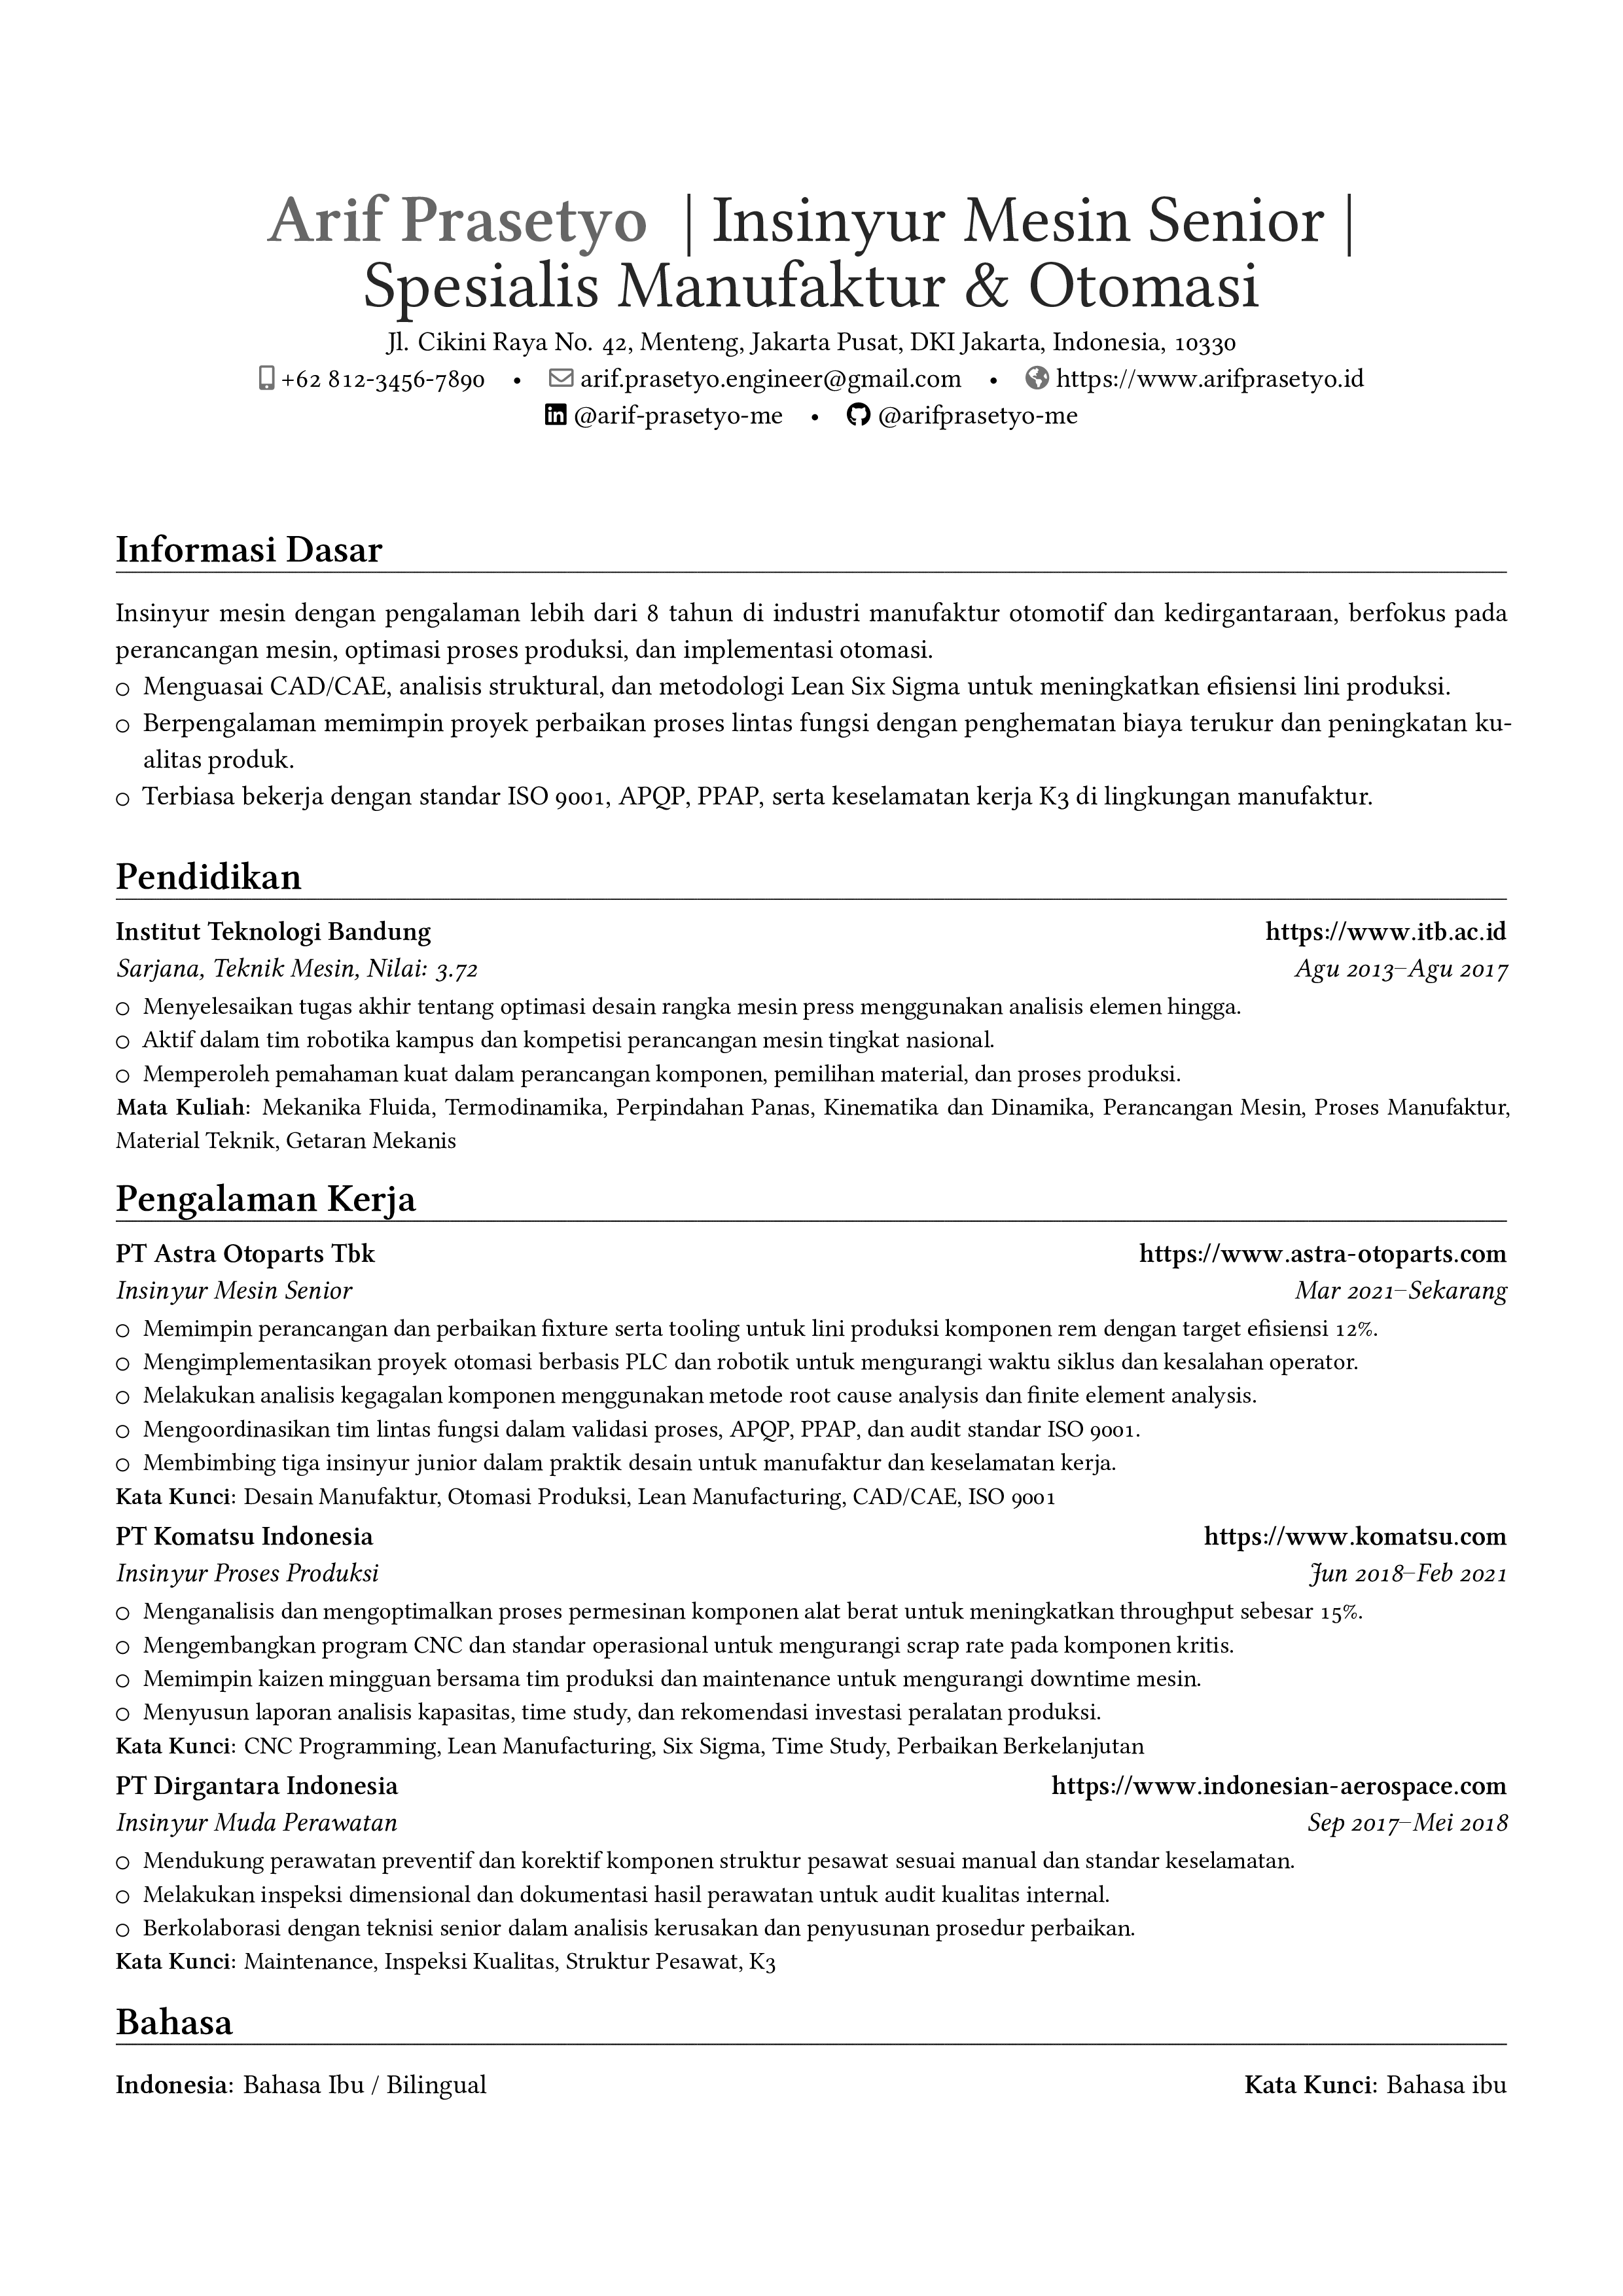 Arif Prasetyo | Insinyur Mesin Senior |
Spesialis Manufaktur & Otomasi
Jl. Cikini Raya No. 42, Menteng, Jakarta Pusat, DKI Jakarta, Indonesia, 10330
+62 812-3456-7890 • arif.prasetyo.engineer@gmail.com • https://www.arifprasetyo.id
@arif-prasetyo-me • @arifprasetyo-me
Informasi Dasar
Insinyur mesin dengan pengalaman lebih dari 8 tahun di industri manufaktur otomotif dan kedirgantaraan, berfokus pada
perancangan mesin, optimasi proses produksi, dan implementasi otomasi.
○ Menguasai CAD/CAE, analisis struktural, dan metodologi Lean Six Sigma untuk meningkatkan efisiensi lini produksi.
○ Berpengalaman memimpin proyek perbaikan proses lintas fungsi dengan penghematan biaya terukur dan peningkatan ku-
alitas produk.
○ Terbiasa bekerja dengan standar ISO 9001, APQP, PPAP, serta keselamatan kerja K3 di lingkungan manufaktur.
Pendidikan
Institut Teknologi Bandung https://www.itb.ac.id
Sarjana, Teknik Mesin, Nilai: 3.72 Agu 2013–Agu 2017
○ Menyelesaikan tugas akhir tentang optimasi desain rangka mesin press menggunakan analisis elemen hingga.
○ Aktif dalam tim robotika kampus dan kompetisi perancangan mesin tingkat nasional.
○ Memperoleh pemahaman kuat dalam perancangan komponen, pemilihan material, dan proses produksi.
Mata Kuliah: Mekanika Fluida, Termodinamika, Perpindahan Panas, Kinematika dan Dinamika, Perancangan Mesin, Proses Manufaktur,
Material Teknik, Getaran Mekanis
Pengalaman Kerja
PT Astra Otoparts Tbk https://www.astra-otoparts.com
Insinyur Mesin Senior Mar 2021–Sekarang
○ Memimpin perancangan dan perbaikan fixture serta tooling untuk lini produksi komponen rem dengan target efisiensi 12%.
○ Mengimplementasikan proyek otomasi berbasis PLC dan robotik untuk mengurangi waktu siklus dan kesalahan operator.
○ Melakukan analisis kegagalan komponen menggunakan metode root cause analysis dan finite element analysis.
○ Mengoordinasikan tim lintas fungsi dalam validasi proses, APQP, PPAP, dan audit standar ISO 9001.
○ Membimbing tiga insinyur junior dalam praktik desain untuk manufaktur dan keselamatan kerja.
Kata Kunci: Desain Manufaktur, Otomasi Produksi, Lean Manufacturing, CAD/CAE, ISO 9001
PT Komatsu Indonesia https://www.komatsu.com
Insinyur Proses Produksi Jun 2018–Feb 2021
○ Menganalisis dan mengoptimalkan proses permesinan komponen alat berat untuk meningkatkan throughput sebesar 15%.
○ Mengembangkan program CNC dan standar operasional untuk mengurangi scrap rate pada komponen kritis.
○ Memimpin kaizen mingguan bersama tim produksi dan maintenance untuk mengurangi downtime mesin.
○ Menyusun laporan analisis kapasitas, time study, dan rekomendasi investasi peralatan produksi.
Kata Kunci: CNC Programming, Lean Manufacturing, Six Sigma, Time Study, Perbaikan Berkelanjutan
PT Dirgantara Indonesia https://www.indonesian-aerospace.com
Insinyur Muda Perawatan Sep 2017–Mei 2018
○ Mendukung perawatan preventif dan korektif komponen struktur pesawat sesuai manual dan standar keselamatan.
○ Melakukan inspeksi dimensional dan dokumentasi hasil perawatan untuk audit kualitas internal.
○ Berkolaborasi dengan teknisi senior dalam analisis kerusakan dan penyusunan prosedur perbaikan.
Kata Kunci: Maintenance, Inspeksi Kualitas, Struktur Pesawat, K3
Bahasa
Indonesia: Bahasa Ibu / Bilingual Kata Kunci: Bahasa ibu